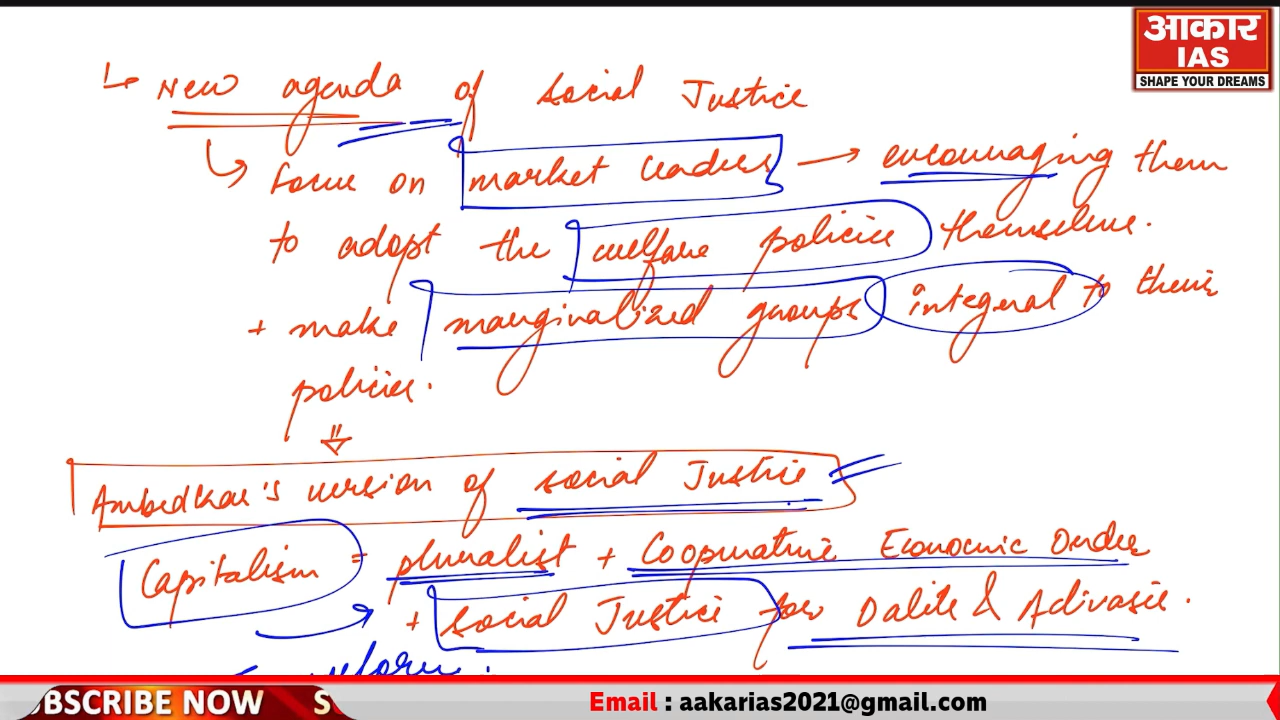 आकार
IAS
SHAPE YOUR DREAMS
↳ New agenda of social Justice
↳ Focus on market leaders → encouraging them
to adopt the welfare policies themselves.
+ make marginalized groups integral to their
policies.
⇓
Ambedkar's version of social Justice
Capitalism = pluralist + Cooperative Economic Order
+ social Justice for Dalits & Adivasis.
BSCRIBE NOW S
Email : aakarias2021@gmail.com